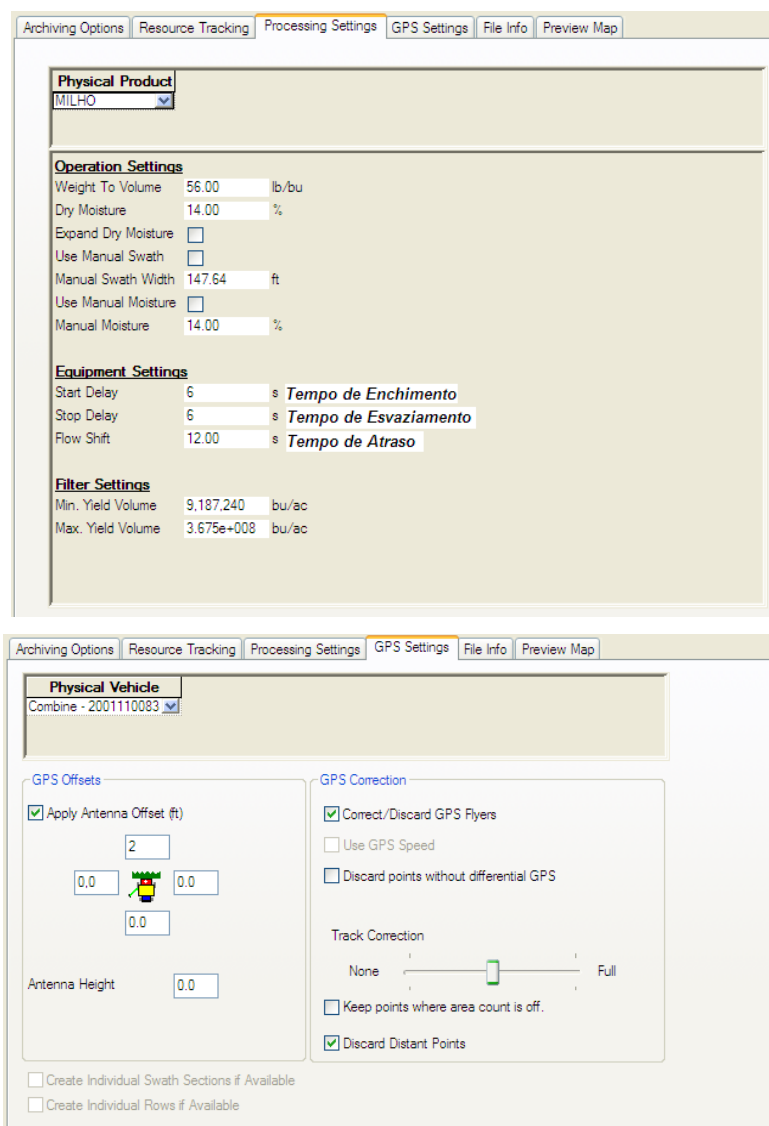 Archiving Options Resource Tracking Processing Settings GPS Settings File Info Preview Map
Physical Product
MILHO
Operation Settings
Weight To Volume 56.00 lb/bu
Dry Moisture 14.00 %
Expand Dry Moisture
Use Manual Swath
Manual Swath Width 147.64 ft
Use Manual Moisture
Manual Moisture 14.00 %
Equipment Settings
Start Delay 6 s Tempo de Enchimento
Stop Delay 6 s Tempo de Esvaziamento
Flow Shift 12.00 s Tempo de Atraso
Filter Settings
Min. Yield Volume 9,187,240 bu/ac
Max. Yield Volume 3.675e+008 bu/ac
Archiving Options Resource Tracking Processing Settings GPS Settings File Info Preview Map
Physical Vehicle
Combine - 2001110083
GPS Offsets GPS Correction
Apply Antenna Offset (ft) Correct/Discard GPS Flyers
2 Use GPS Speed
0,0 0.0 Discard points without differential GPS
0.0
Track Correction
None Full
Antenna Height 0.0
Keep points where area count is off.
Discard Distant Points
Create Individual Swath Sections if Available
Create Individual Rows if Available